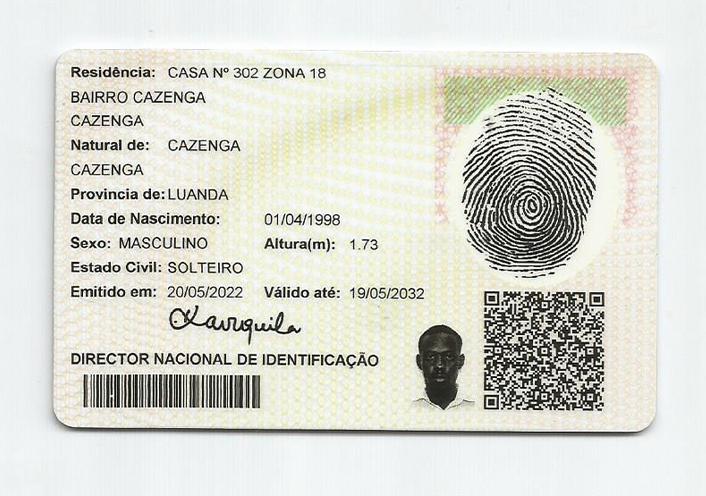 Residência: CASA Nº 302 ZONA 18
BAIRRO CAZENGA
CAZENGA
Natural de: CAZENGA
CAZENGA
Provincia de: LUANDA
Data de Nascimento: 01/04/1998
Sexo: MASCULINO Altura(m): 1.73
Estado Civil: SOLTEIRO
Emitido em: 20/05/2022 Válido até: 19/05/2032
DIRECTOR NACIONAL DE IDENTIFICAÇÃO